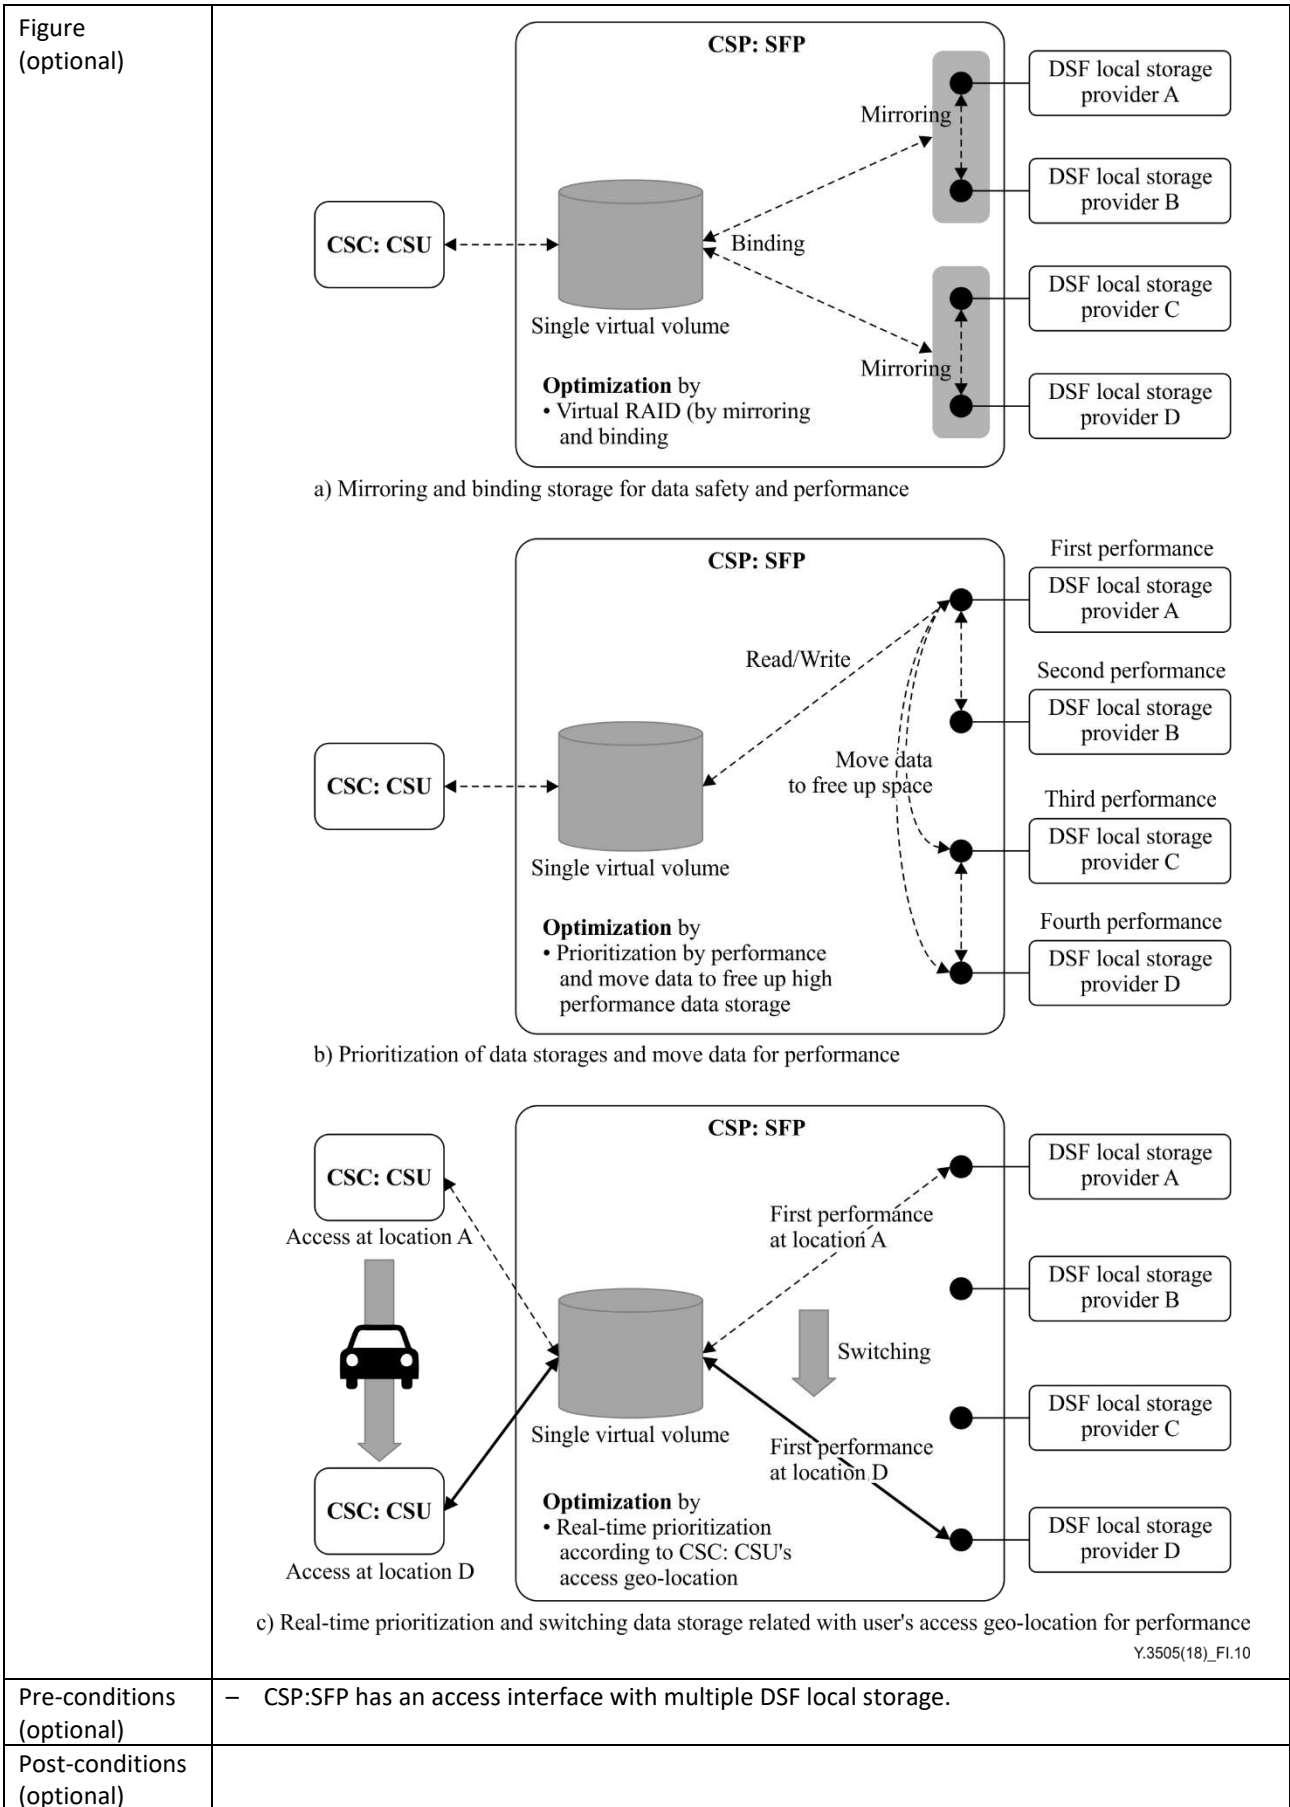 Figure
(optional)
CSP: SFP
DSF local storage
provider A
Mirroring
DSF local storage
provider B
CSC: CSU
Binding
DSF local storage
provider C
Single virtual volume
Mirroring
Optimization by
• Virtual RAID (by mirroring
and binding
DSF local storage
provider D
a) Mirroring and binding storage for data safety and performance
First performance
CSP: SFP
DSF local storage
provider A
Read/Write
Second performance
DSF local storage
provider B
CSC: CSU
Move data
to free up space
Third performance
DSF local storage
provider C
Single virtual volume
Fourth performance
Optimization by
• Prioritization by performance
and move data to free up high
performance data storage
DSF local storage
provider D
b) Prioritization of data storages and move data for performance
CSP: SFP
DSF local storage
provider A
CSC: CSU
Access at location A
First performance
at location A
DSF local storage
provider B
Switching
DSF local storage
provider C
Single virtual volume
First performance
at location D
CSC: CSU
Access at location D
Optimization by
• Real-time prioritization
according to CSC: CSU's
access geo-location
DSF local storage
provider D
c) Real-time prioritization and switching data storage related with user's access geo-location for performance
Y.3505(18)_FI.10
Pre-conditions
(optional)
– CSP:SFP has an access interface with multiple DSF local storage.
Post-conditions
(optional)